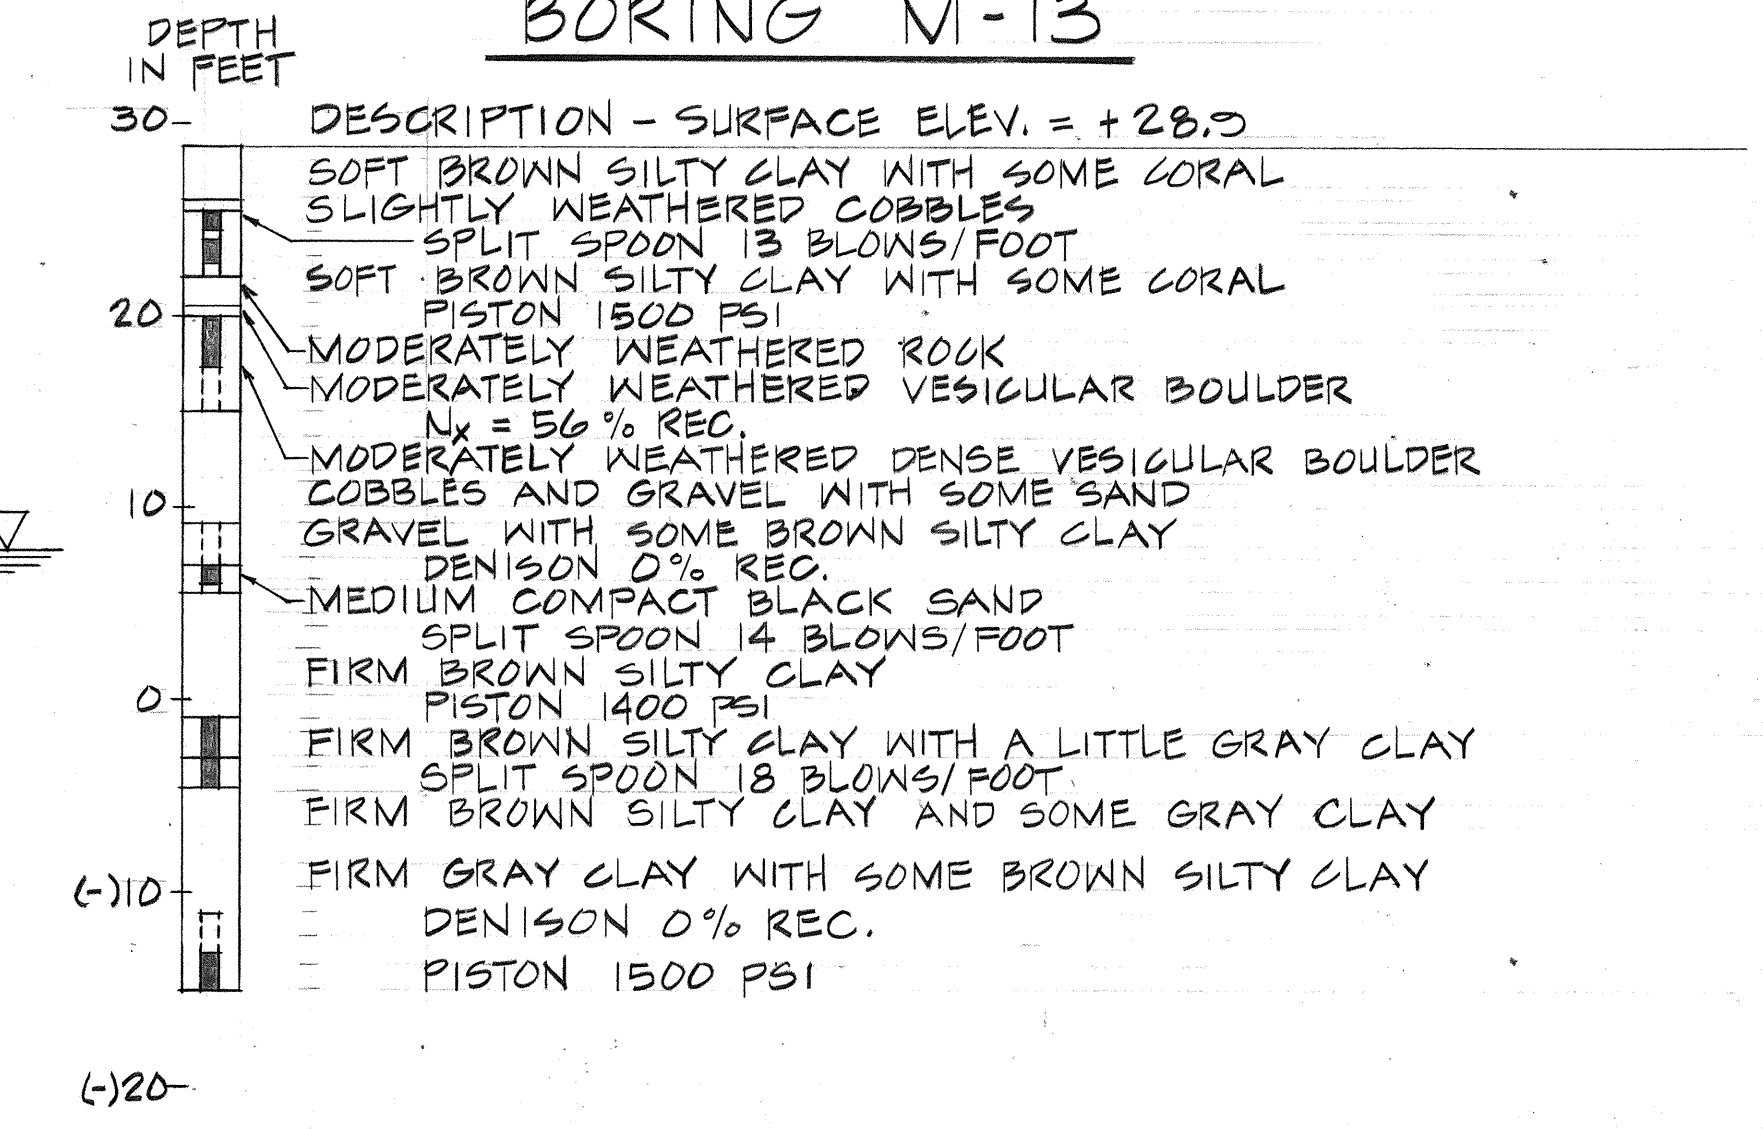 BORING M-13
DEPTH
IN FEET
30
DESCRIPTION - SURFACE ELEV. = +28.9
SOFT BROWN SILTY CLAY WITH SOME CORAL
SLIGHTLY WEATHERED COBBLES
SPLIT SPOON 13 BLOWS/FOOT
SOFT BROWN SILTY CLAY WITH SOME CORAL
20
PISTON 1500 PSI
MODERATELY WEATHERED ROCK
MODERATELY WEATHERED VESICULAR BOULDER
Nx = 56% REC.
MODERATELY WEATHERED DENSE VESICULAR BOULDER
10
COBBLES AND GRAVEL WITH SOME SAND
GRAVEL WITH SOME BROWN SILTY CLAY
DENISON 0% REC.
MEDIUM COMPACT BLACK SAND
SPLIT SPOON 14 BLOWS/FOOT
FIRM BROWN SILTY CLAY
0
PISTON 1400 PSI
FIRM BROWN SILTY CLAY WITH A LITTLE GRAY CLAY
SPLIT SPOON 18 BLOWS/FOOT
FIRM BROWN SILTY CLAY AND SOME GRAY CLAY
(-)10
FIRM GRAY CLAY WITH SOME BROWN SILTY CLAY
DENISON 0% REC.
PISTON 1500 PSI
(-)20